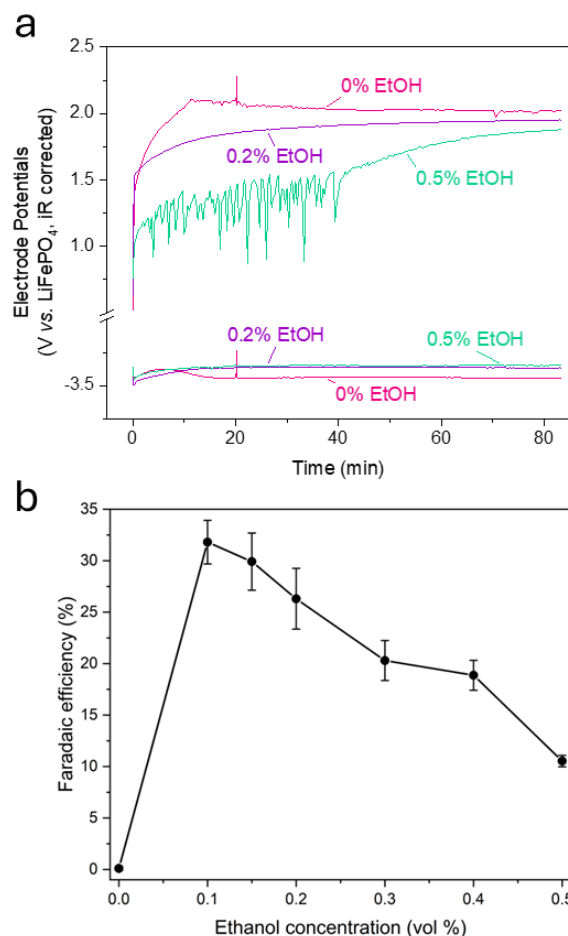 a
2.5
2.0
1.5
1.0
-3.5
Electrode Potentials
(V vs. LiFePO4, iR corrected)
0% EtOH
0.2% EtOH
0.5% EtOH
0.2% EtOH
0.5% EtOH
0% EtOH
0 20 40 60 80
Time (min)
b
35
30
25
20
15
10
5
0
Faradaic efficiency (%)
0.0 0.1 0.2 0.3 0.4 0.5
Ethanol concentration (vol %)